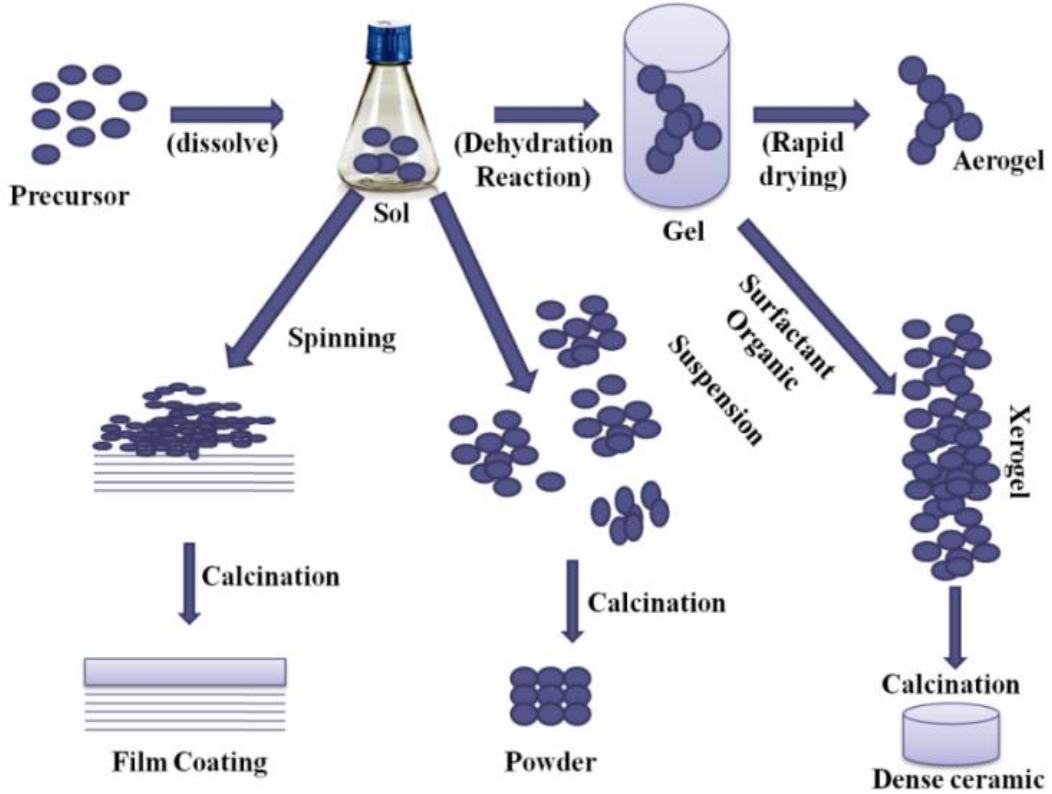 (dissolve)
Precursor
Sol
(Dehydration
Reaction)
Gel
(Rapid
drying)
Aerogel
Spinning
Suspension
Surfactant
Organic
Xerogel
Calcination
Calcination
Calcination
Film Coating
Powder
Dense ceramic